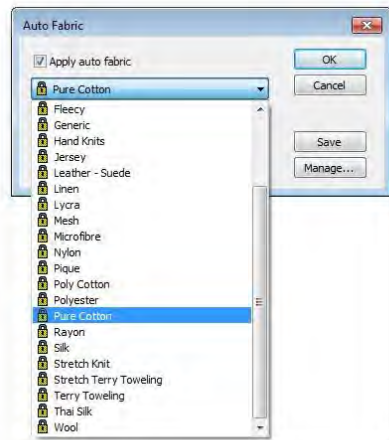 Auto Fabric
Apply auto fabric
OK
Pure Cotton
Cancel
Fleecy
Generic
Hand Knits
Save
Jersey
Leather - Suede
Manage...
Linen
Lycra
Mesh
Microfibre
Nylon
Pique
Poly Cotton
Polyester
Pure Cotton
Rayon
Silk
Stretch Knit
Stretch Terry Toweling
Terry Toweling
Thai Silk
Wool